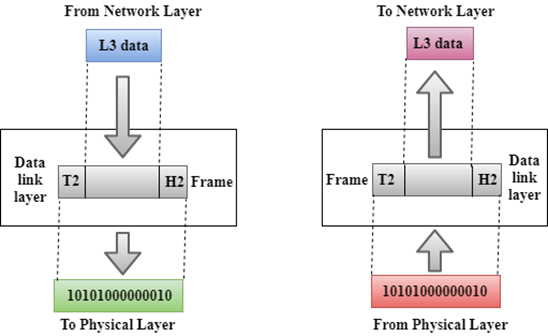 From Network Layer
L3 data
Data
link
layer
T2
H2
Frame
10101000000010
To Physical Layer
To Network Layer
L3 data
Frame
T2
H2
Data
link
layer
10101000000010
From Physical Layer